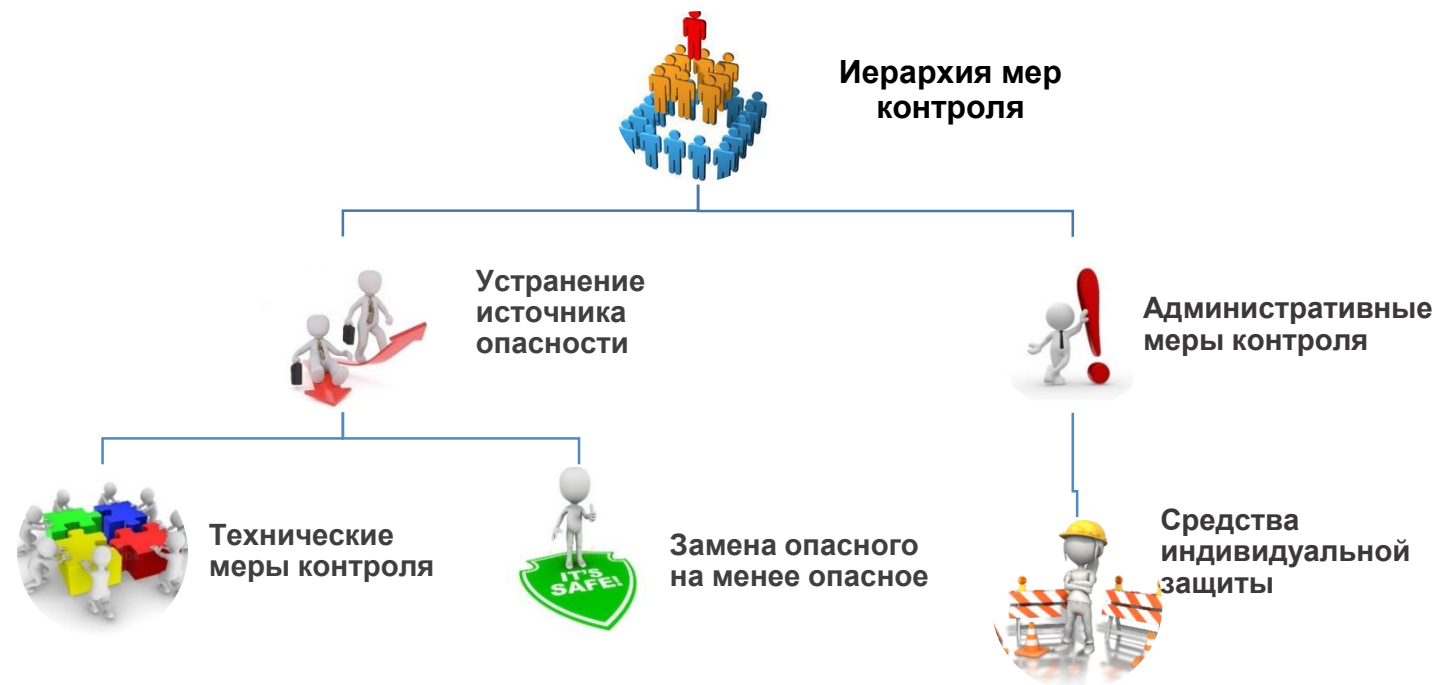 Иерархия мер
контроля
Устранение
источника
опасности
Административные
меры контроля
Технические
меры контроля
IT'S
SAFE!
Замена опасного
на менее опасное
Средства
индивидуальной
защиты